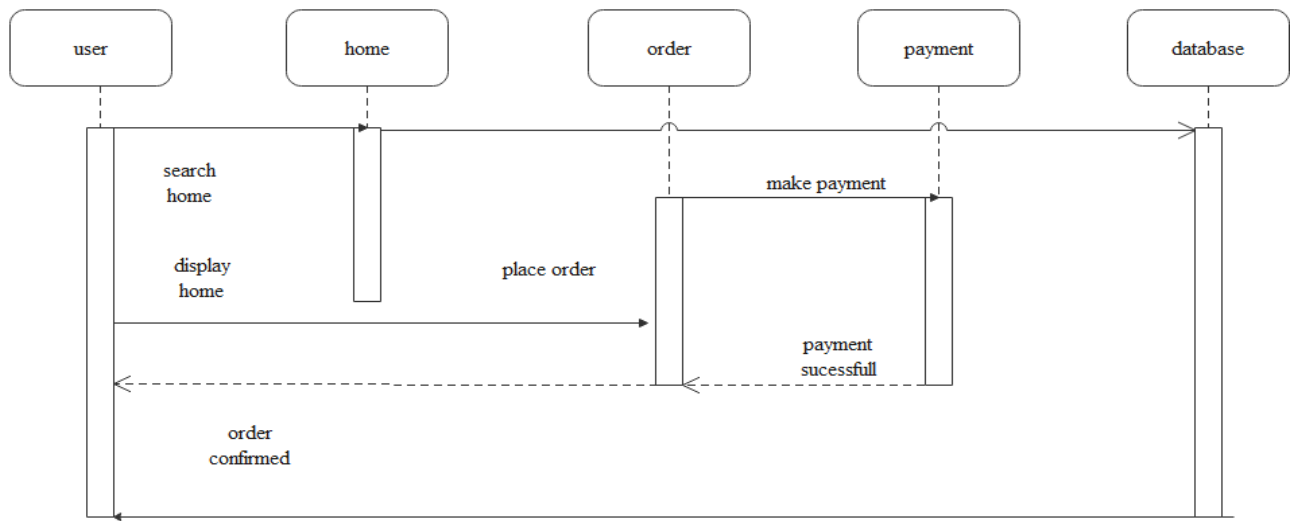 user
home
order
payment
database
search
home
make payment
display
home
place order
payment
sucessfull
order
confirmed